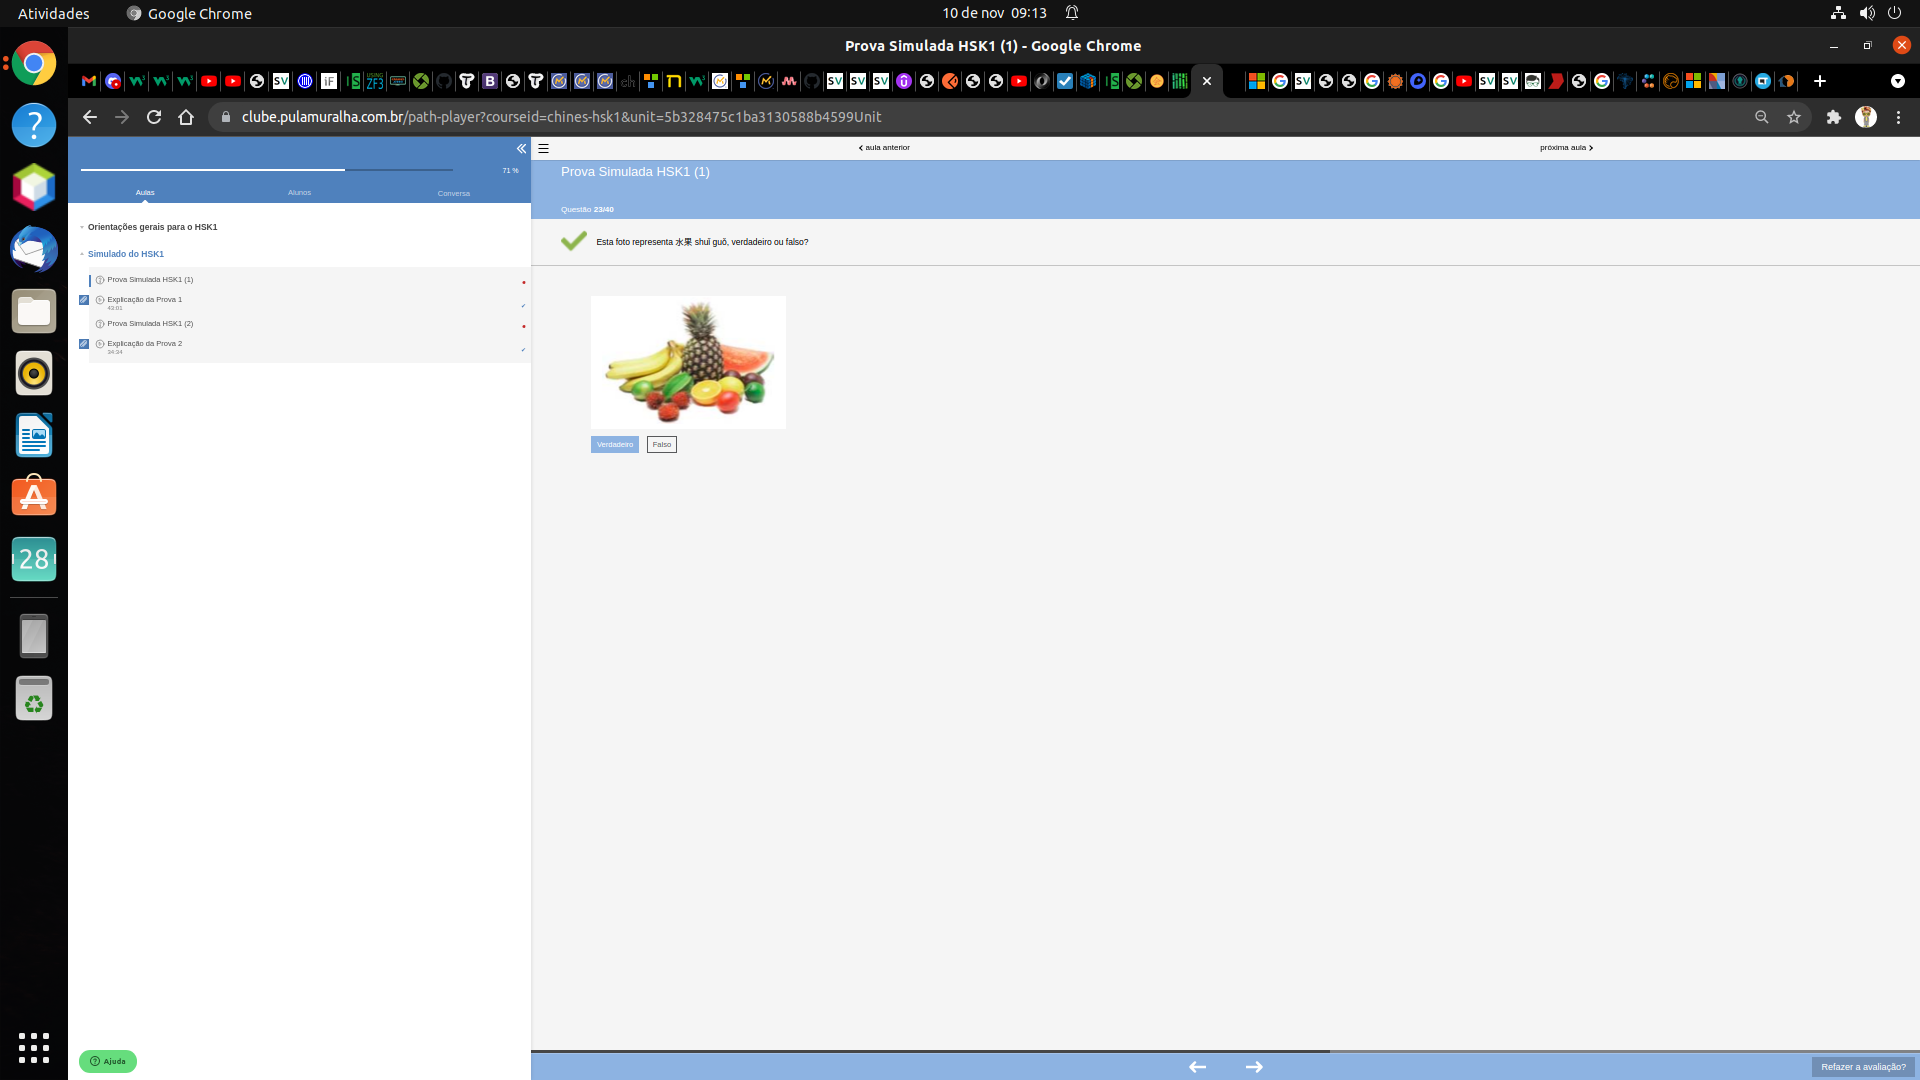 Atividades
Google Chrome
10 de nov 09:13
Prova Simulada HSK1 (1) - Google Chrome
clube.pulamuralha.com.br/path-player?courseid=chines-hsk1&unit=5b328475c1ba3130588b4599Unit
71 %
Aulas
Alunos
Conversa
Orientações gerais para o HSK1
Simulado do HSK1
Prova Simulada HSK1 (1)
Explicação da Prova 1
43:01
Prova Simulada HSK1 (2)
Explicação da Prova 2
34:34
Ajuda
28
aula anterior
próxima aula
Prova Simulada HSK1 (1)
Questão 23/40
Esta foto representa 水果 shuǐ guǒ, verdadeiro ou falso?
Verdadeiro
Falso
Refazer a avaliação?